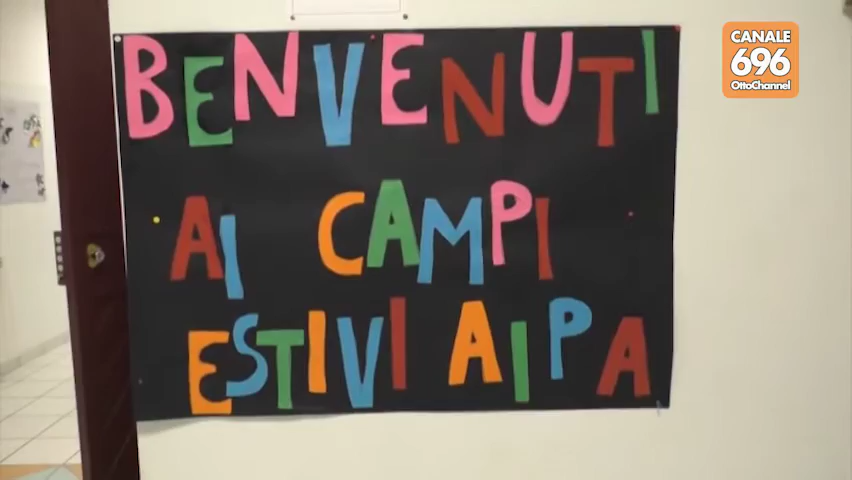 BENVENUTI
AI CAMPI
ESTIVI AIPA
CANALE
696
OttoChannel